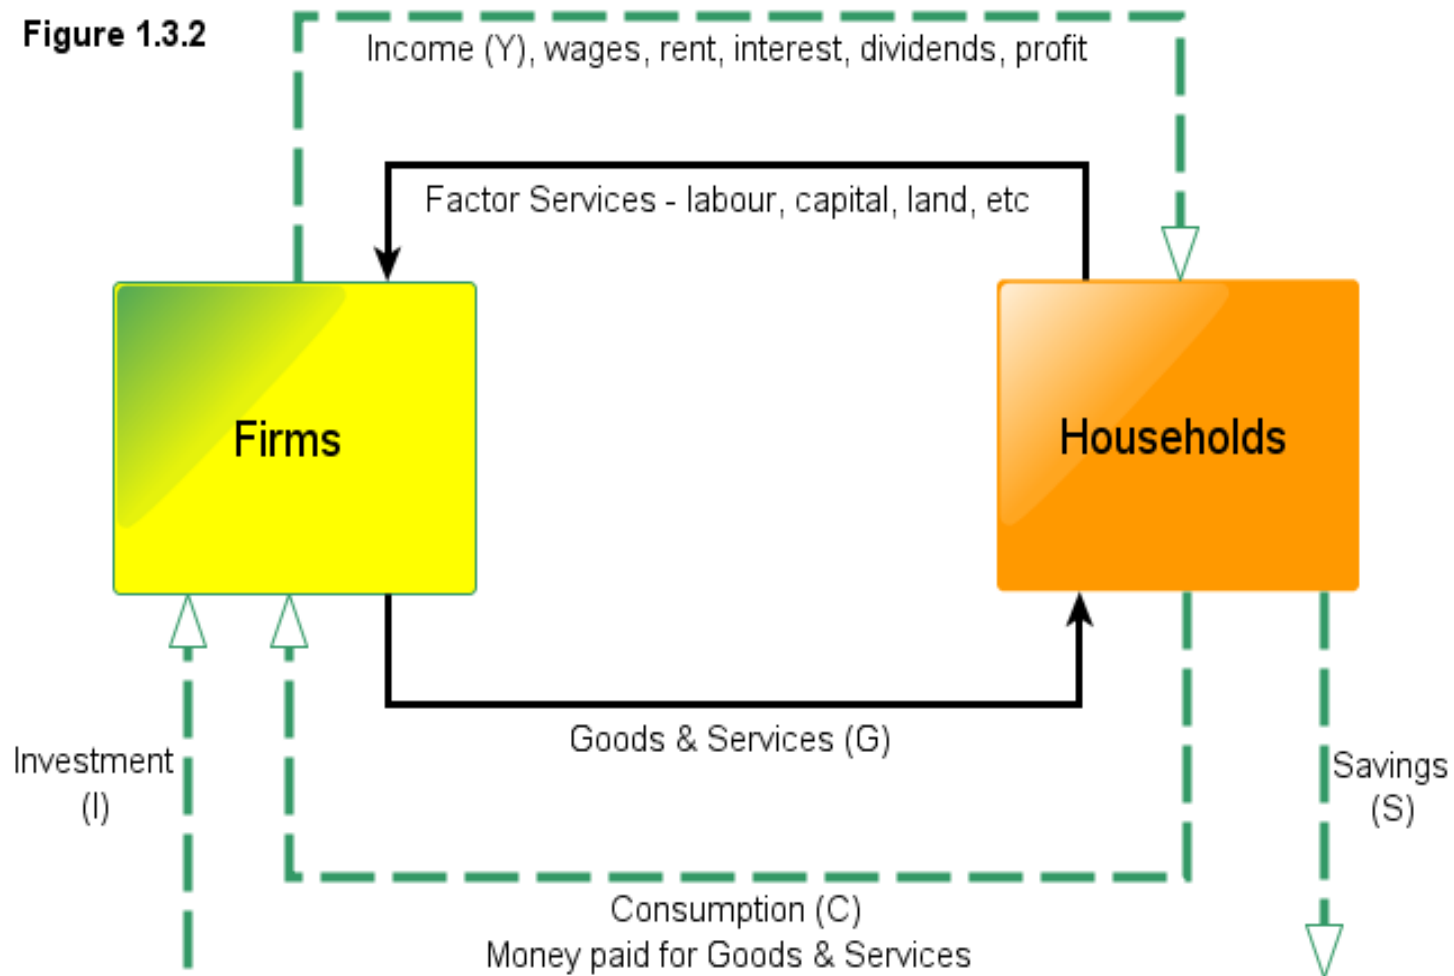 Figure 1.3.2
Income (Y), wages, rent, interest, dividends, profit
Factor Services - labour, capital, land, etc
Firms
Households
Goods & Services (G)
Investment
(I)
Savings
(S)
Consumption (C)
Money paid for Goods & Services